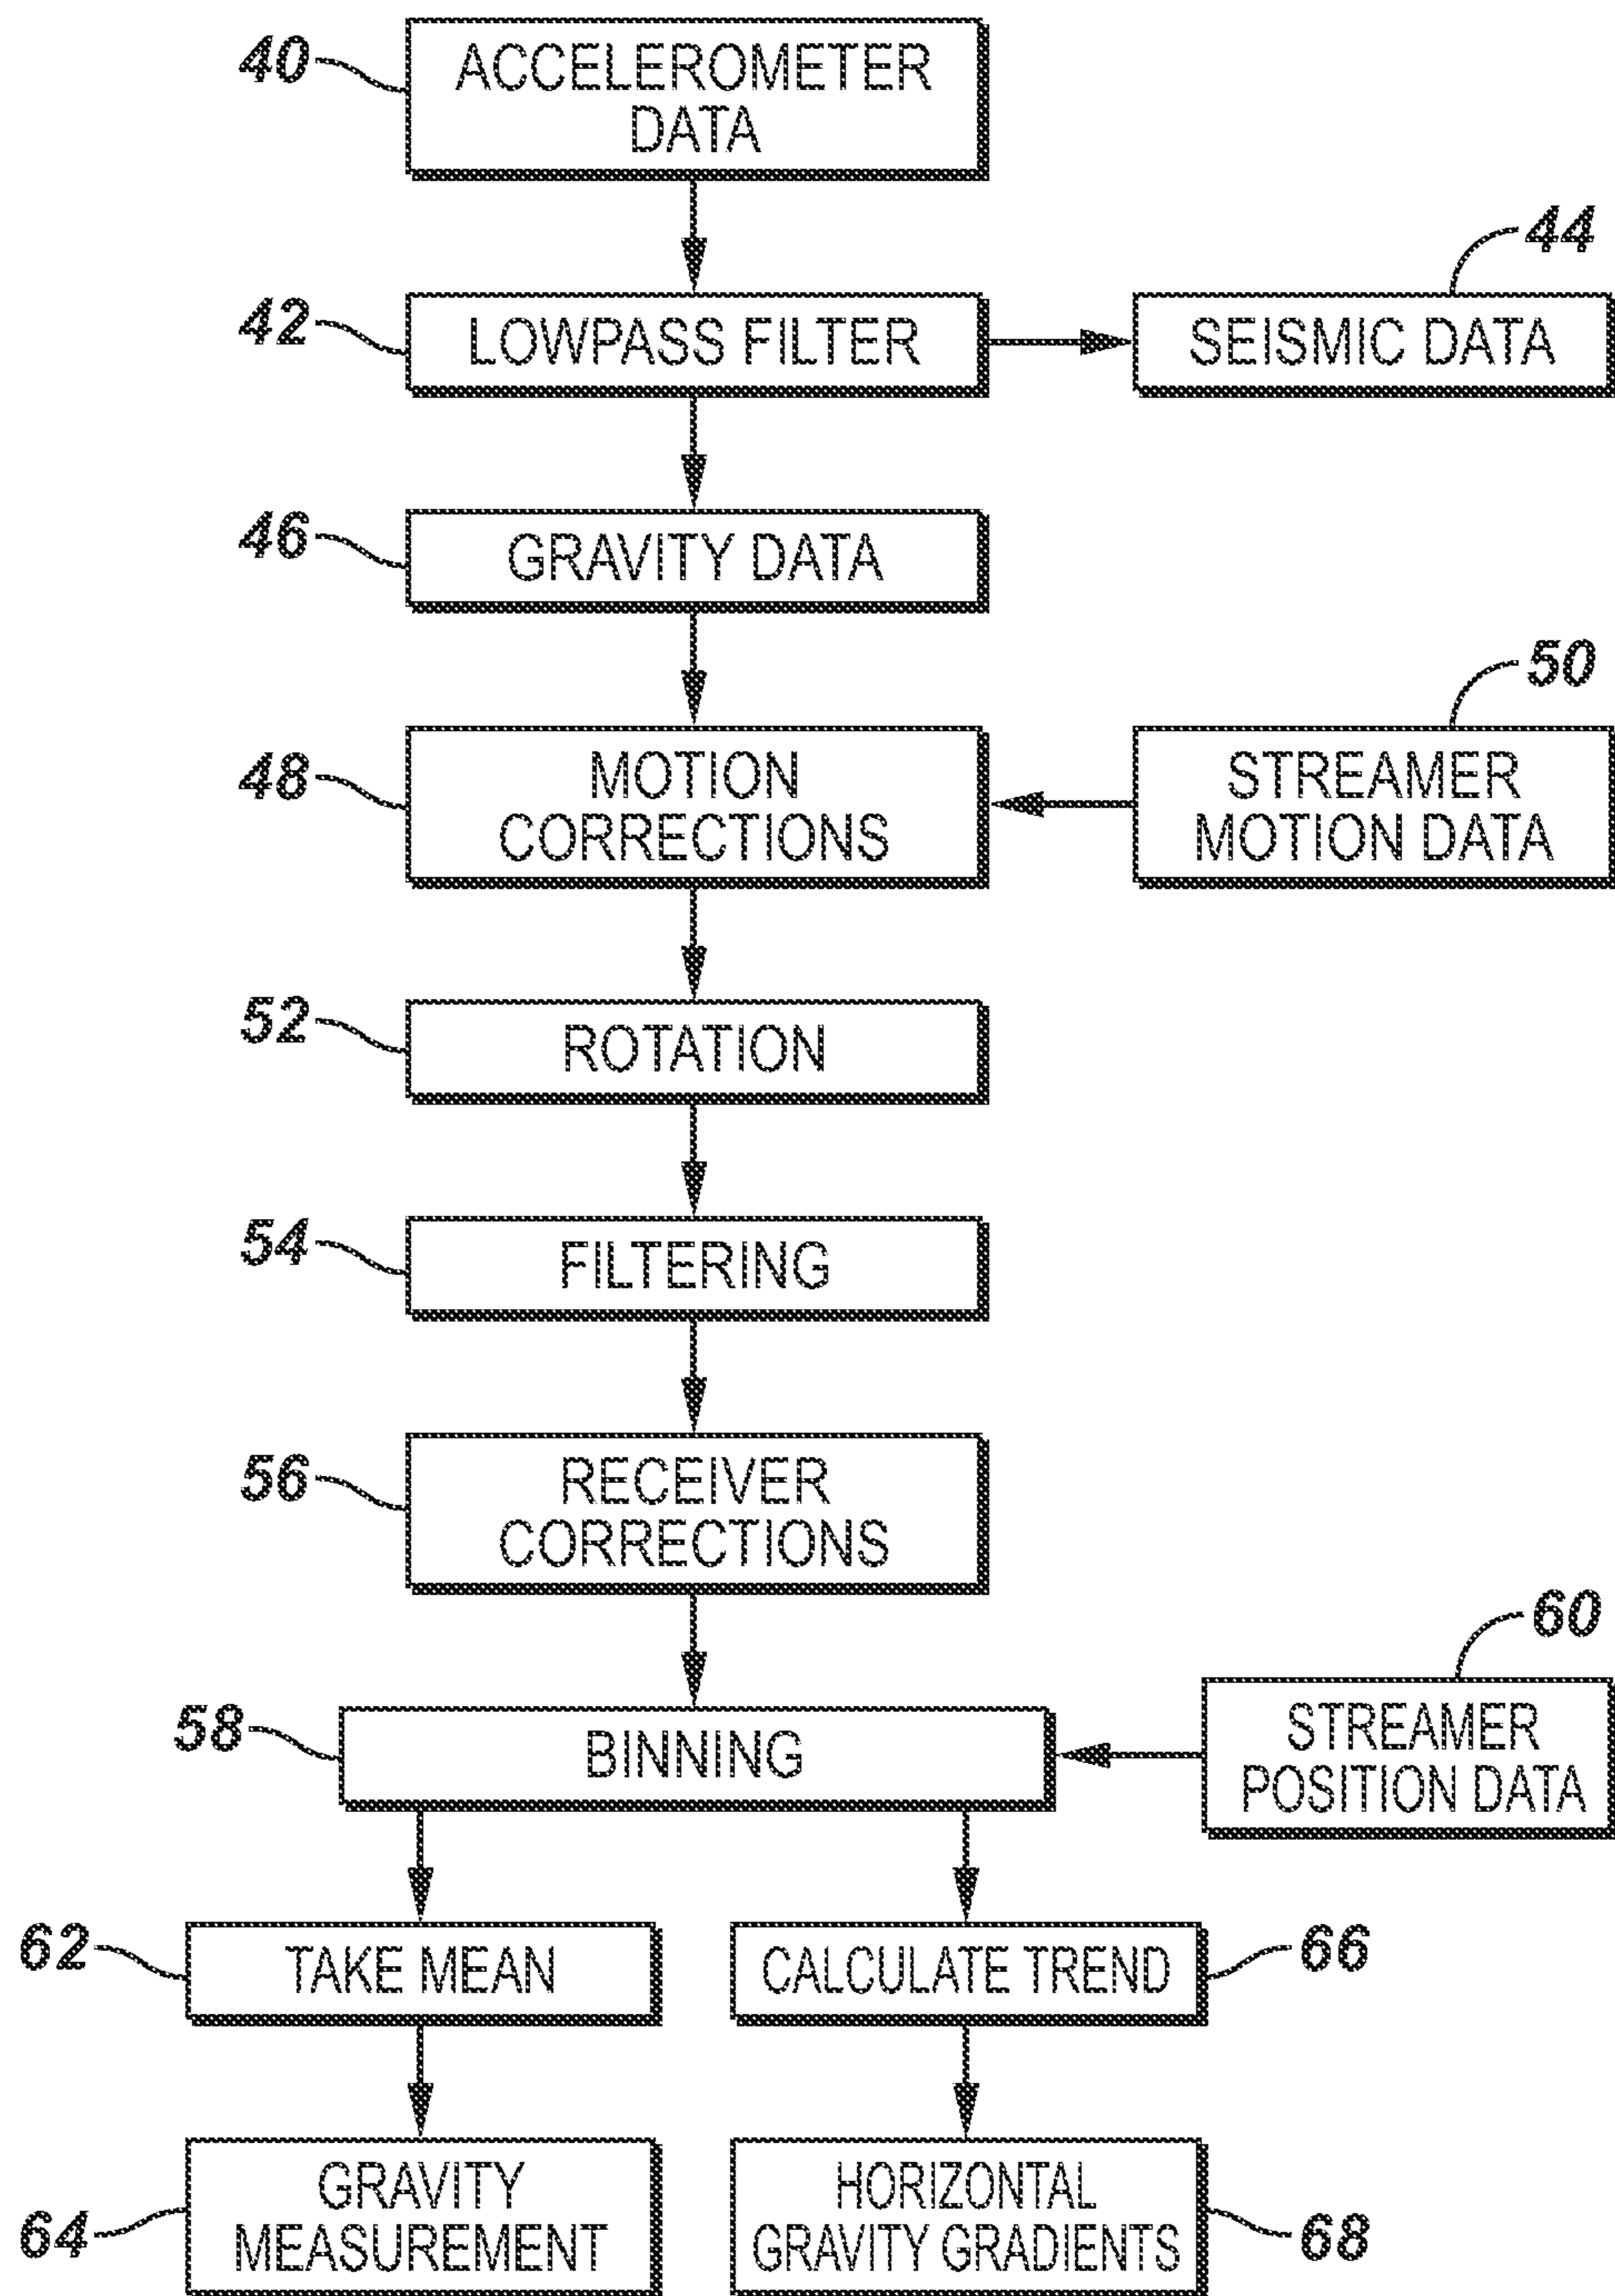 40
ACCELEROMETER
DATA
44
42
LOWPASS FILTER
SEISMIC DATA
46
GRAVITY DATA
50
48
MOTION
CORRECTIONS
STREAMER
MOTION DATA
52
ROTATION
54
FILTERING
56
RECEIVER
CORRECTIONS
60
58
BINNING
STREAMER
POSITION DATA
62
TAKE MEAN
CALCULATE TREND
66
64
GRAVITY
MEASUREMENT
HORIZONTAL
GRAVITY GRADIENTS
68